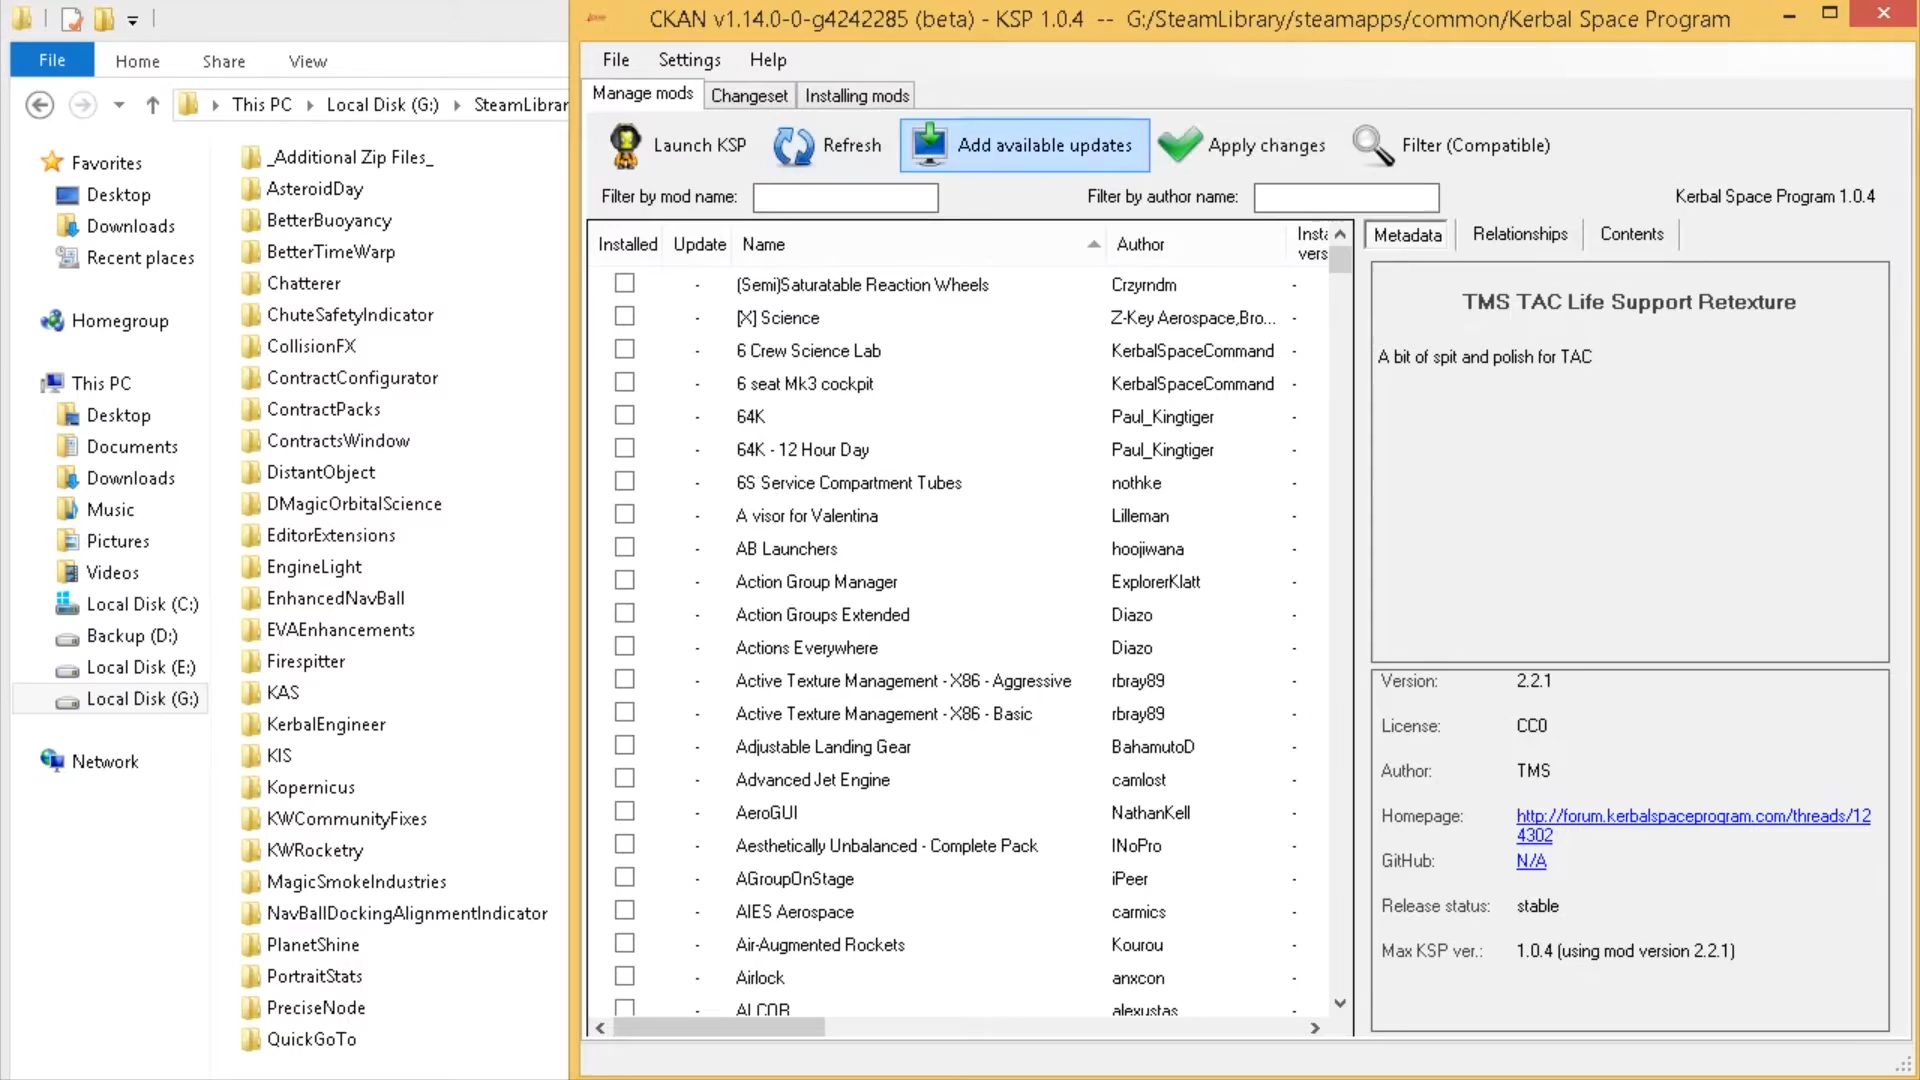 File
Home
Share
View
This PC
Local Disk (G:)
SteamLibrar
Favorites
Desktop
Downloads
Recent places
Homegroup
This PC
Desktop
Documents
Downloads
Music
Pictures
Videos
Local Disk (C:)
Backup (D:)
Local Disk (E:)
Local Disk (G:)
Network
_Additional Zip Files_
AsteroidDay
BetterBuoyancy
BetterTimeWarp
Chatterer
ChuteSafetyIndicator
CollisionFX
ContractConfigurator
ContractPacks
ContractsWindow
DistantObject
DMagicOrbitalScience
EditorExtensions
EngineLight
EnhancedNavBall
EVAEnhancements
Firespitter
KAS
KerbalEngineer
KIS
Kopernicus
KWCommunityFixes
KWRocketry
MagicSmokeIndustries
NavBallDockingAlignmentIndicator
PlanetShine
PortraitStats
PreciseNode
QuickGoTo
CKAN v1.14.0-0-g4242285 (beta) - KSP 1.0.4 -- G:/SteamLibrary/steamapps/common/Kerbal Space Program
File Settings Help
Manage mods Changeset Installing mods
Launch KSP Refresh Add available updates Apply changes Filter (Compatible)
Filter by mod name: Filter by author name: Kerbal Space Program 1.0.4
Installed Update Name Author Insta
vers
- (Semi)Saturatable Reaction Wheels Crzyrndm -
- [X] Science Z-Key Aerospace,Bro... -
- 6 Crew Science Lab KerbalSpaceCommand -
- 6 seat Mk3 cockpit KerbalSpaceCommand -
- 64K Paul_Kingtiger -
- 64K - 12 Hour Day Paul_Kingtiger -
- 6S Service Compartment Tubes nothke -
- A visor for Valentina Lilleman -
- AB Launchers hoojiwana -
- Action Group Manager ExplorerKlatt -
- Action Groups Extended Diazo -
- Actions Everywhere Diazo -
- Active Texture Management - X86 - Aggressive rbray89 -
- Active Texture Management - X86 - Basic rbray89 -
- Adjustable Landing Gear BahamutoD -
- Advanced Jet Engine camlost -
- AeroGUI NathanKell -
- Aesthetically Unbalanced - Complete Pack INoPro -
- AGroupOnStage iPeer -
- AIES Aerospace carmics -
- Air-Augmented Rockets Kourou -
- Airlock anxcon -
- ALCOR alexustas -
Metadata Relationships Contents
TMS TAC Life Support Retexture
A bit of spit and polish for TAC
Version: 2.2.1
License: CC0
Author: TMS
Homepage: http://forum.kerbalspaceprogram.com/threads/12
4302
GitHub: N/A
Release status: stable
Max KSP ver.: 1.0.4 (using mod version 2.2.1)